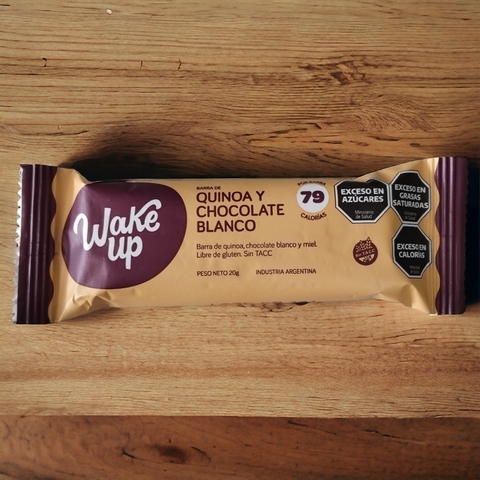 Wake
up
BARRA DE
QUINOA Y
CHOCOLATE
BLANCO
Barra de quinoa, chocolate blanco y miel.
Libre de gluten. Sin TACC
PESO NETO 20g INDUSTRIA ARGENTINA
79
CALORÍAS
SIN TACC
EXCESO EN
AZÚCARES
Ministerio
de Salud
EXCESO EN
GRASAS
SATURADAS
EXCESO EN
CALORÍAS